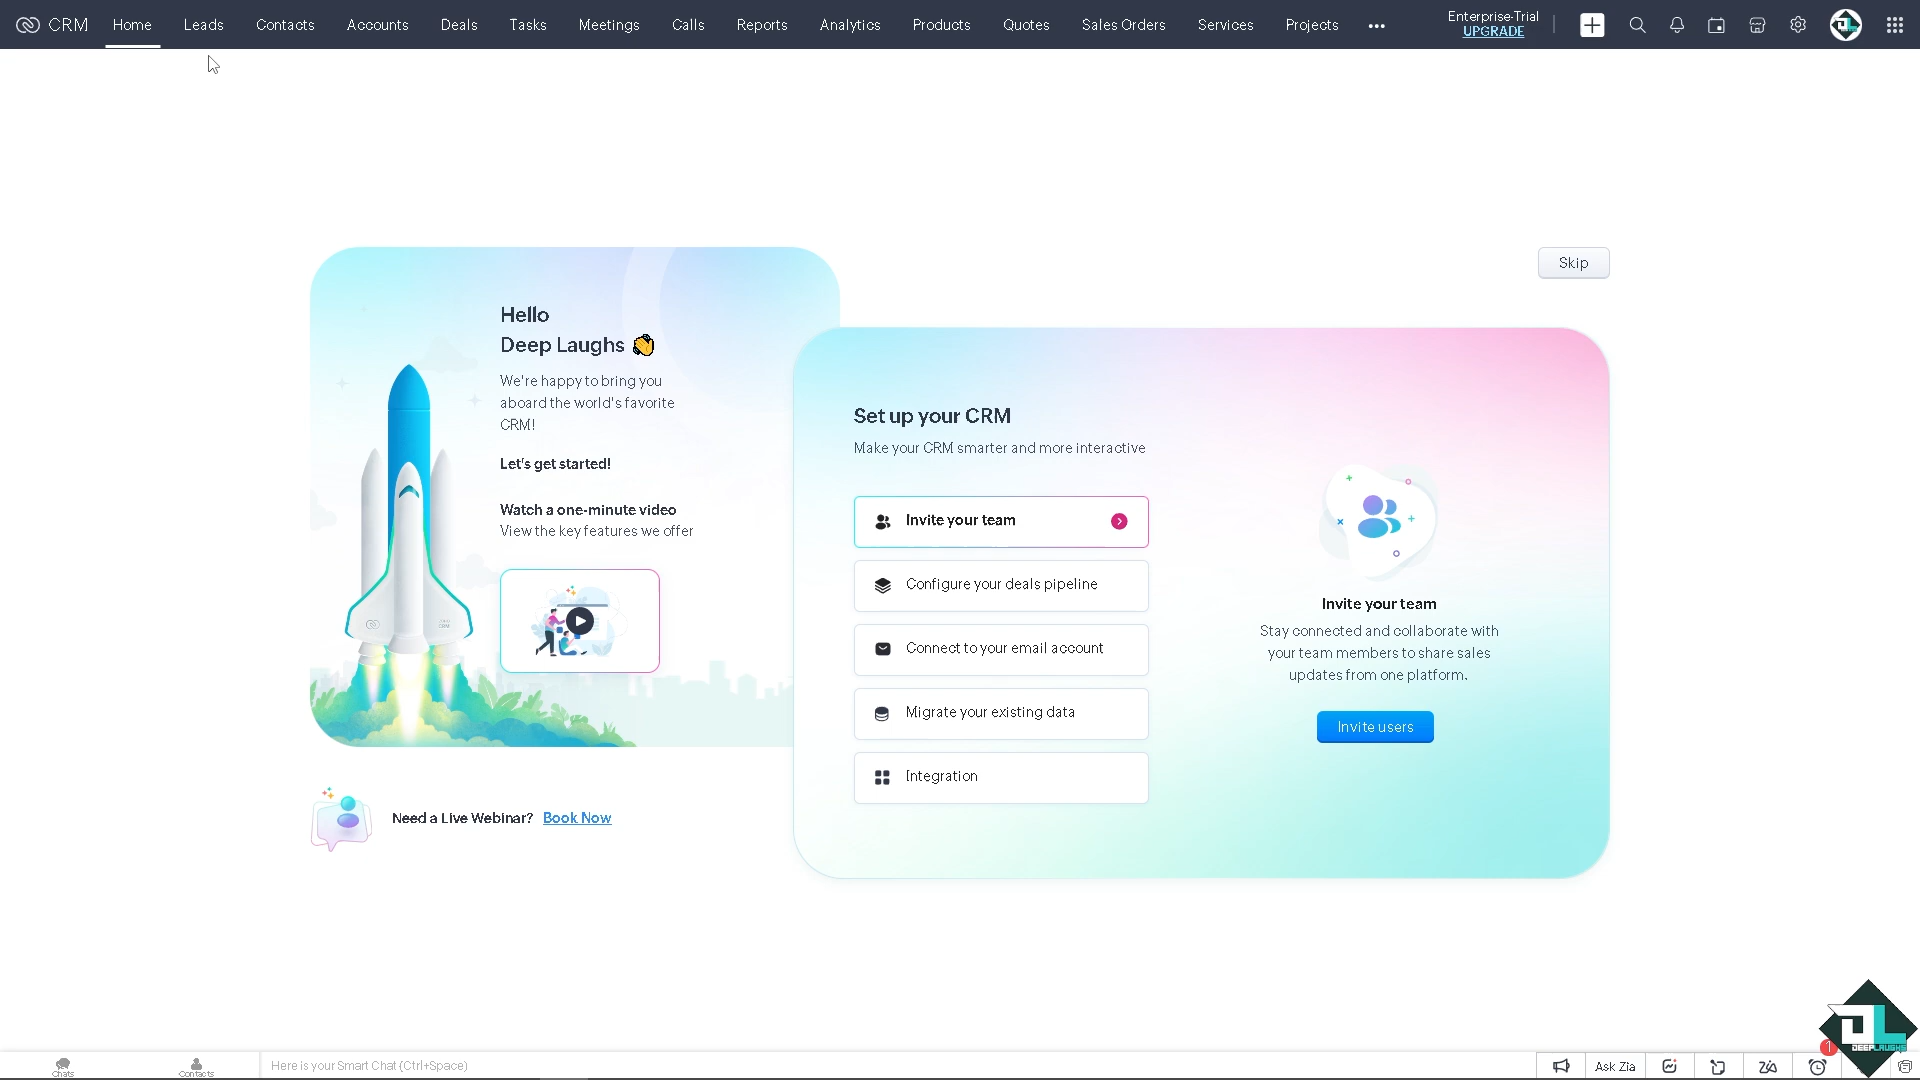 CRM Home Leads Contacts Accounts Deals Tasks Meetings Calls Reports Analytics Products Quotes Sales Orders Services Projects ••• Enterprise-Trial
UPGRADE
Skip
Hello
Deep Laughs 👋
We're happy to bring you
aboard the world's favorite
CRM!
Let's get started!
Watch a one-minute video
View the key features we offer
Need a Live Webinar? Book Now
Set up your CRM
Make your CRM smarter and more interactive
Invite your team
Configure your deals pipeline
Connect to your email account
Migrate your existing data
Integration
Invite your team
Stay connected and collaborate with
your team members to share sales
updates from one platform.
Invite users
Chats
Contacts
Here is your Smart Chat (Ctrl+Space)
Ask Zia
1
DEEPLAUGHS